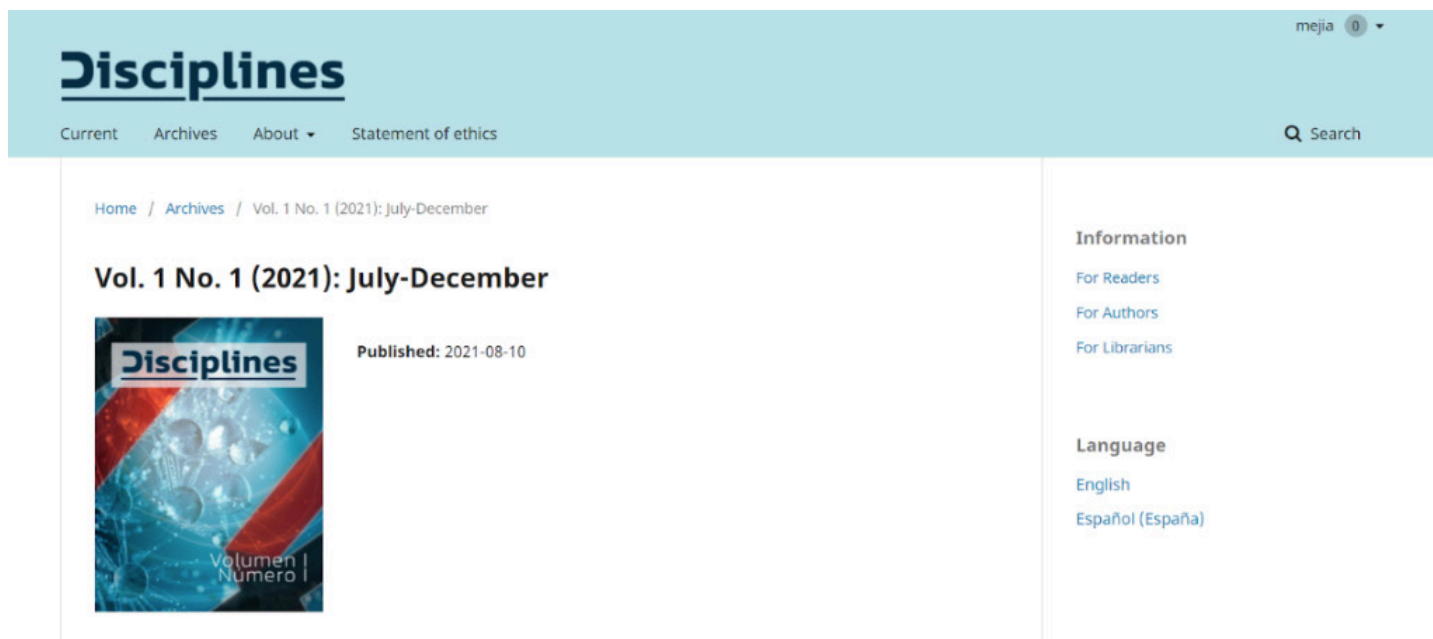 mejia 0
Disciplines
Current Archives About Statement of ethics Search
Home / Archives / Vol. 1 No. 1 (2021): July-December
Vol. 1 No. 1 (2021): July-December
Disciplines
Volumen I
Numero I
Published: 2021-08-10
Information
For Readers
For Authors
For Librarians
Language
English
Español (España)